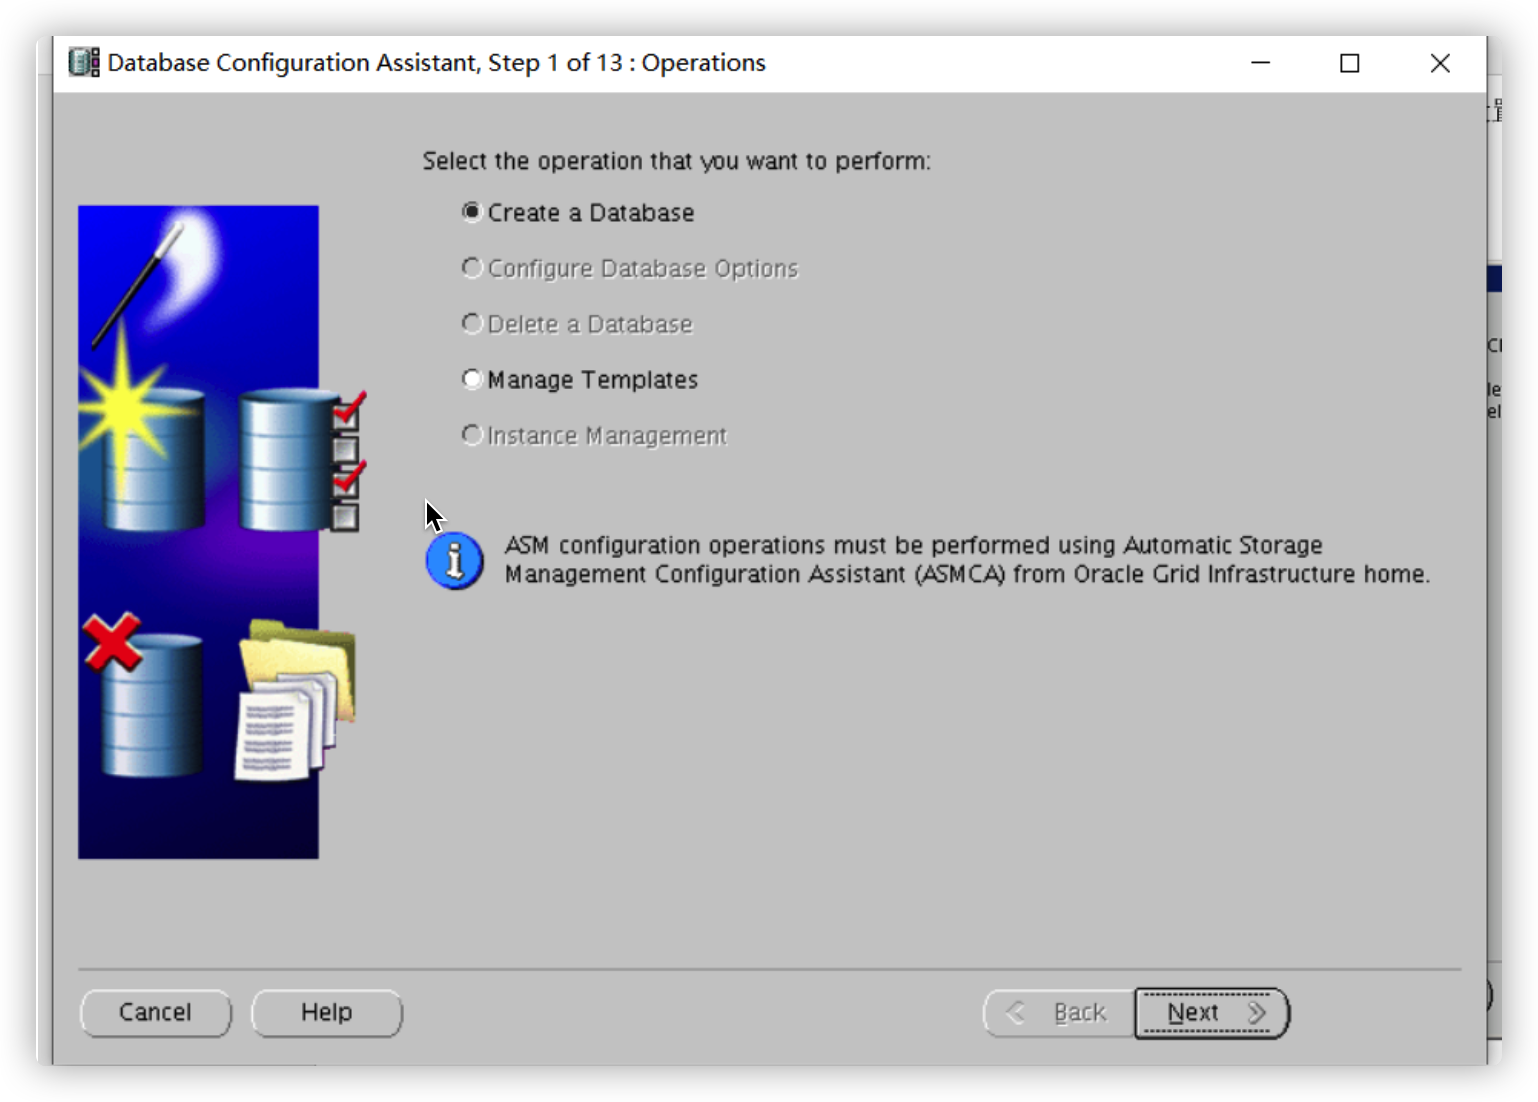 Database Configuration Assistant, Step 1 of 13 : Operations
Select the operation that you want to perform:
Create a Database
Configure Database Options
Delete a Database
Manage Templates
Instance Management
ASM configuration operations must be performed using Automatic Storage
Management Configuration Assistant (ASMCA) from Oracle Grid Infrastructure home.
Cancel
Help
Back
Next